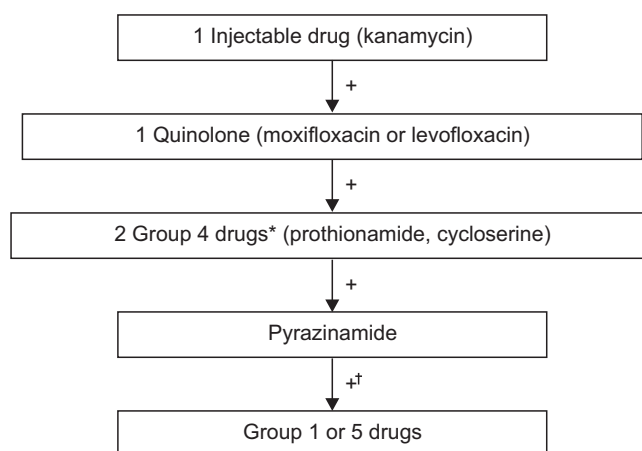 1 Injectable drug (kanamycin)
+
1 Quinolone (moxifloxacin or levofloxacin)
+
2 Group 4 drugs* (prothionamide, cycloserine)
+
Pyrazinamide
+†
Group 1 or 5 drugs